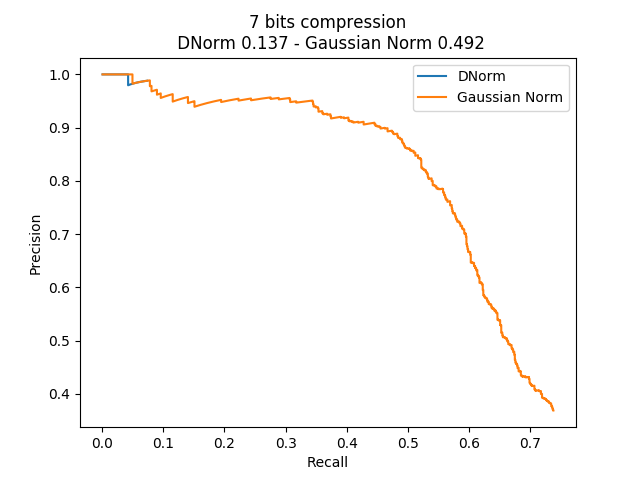 7 bits compression
DNorm 0.137 - Gaussian Norm 0.492
DNorm
Gaussian Norm
1.0
0.9
0.8
0.7
0.6
0.5
0.4
Precision
0.0 0.1 0.2 0.3 0.4 0.5 0.6 0.7
Recall